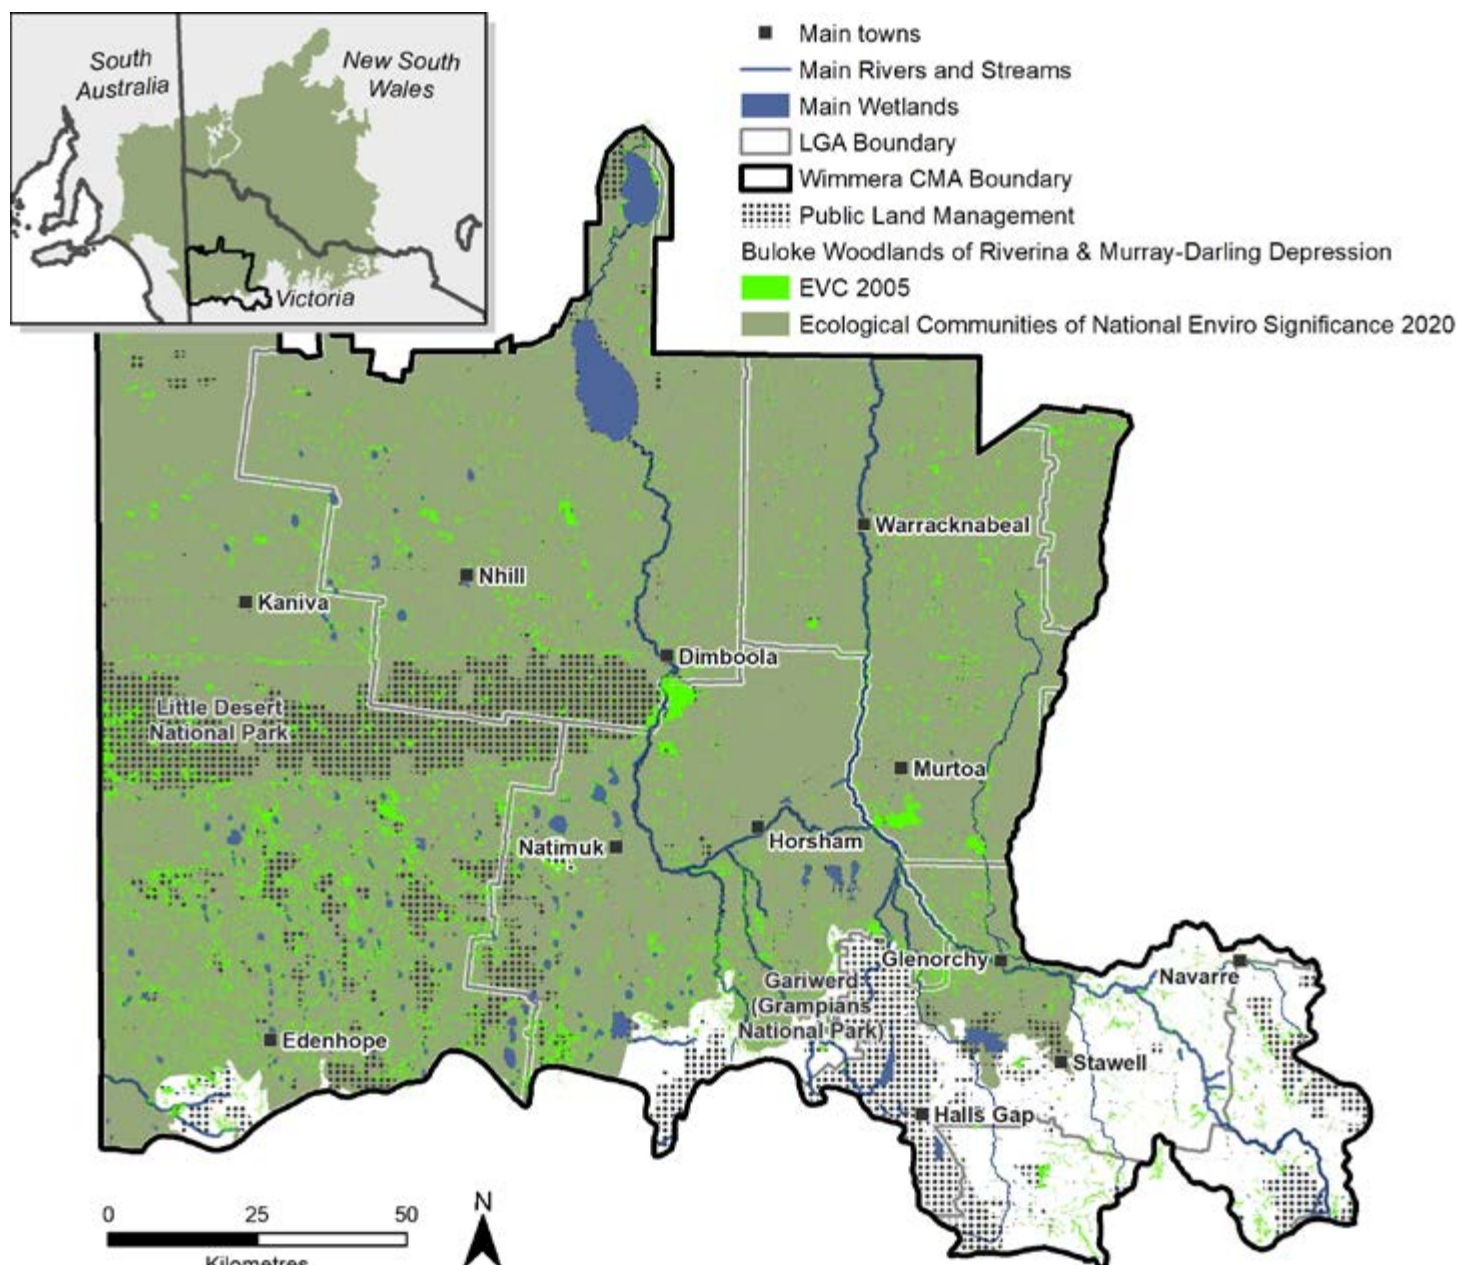 South
Australia
New South
Wales
Victoria
Main towns
Main Rivers and Streams
Main Wetlands
LGA Boundary
Wimmera CMA Boundary
Public Land Management
Buloke Woodlands of Riverina & Murray-Darling Depression
EVC 2005
Ecological Communities of National Enviro Significance 2020
Warracknabeal
Nhill
Kaniva
Dimboola
Little Desert
National Park
Murtoa
Natimuk
Horsham
Glenorchy
Navarre
Gariwerd
(Grampians
National Park)
Edenhope
Stawell
Halls Gap
0 25 50
Kilometres
N